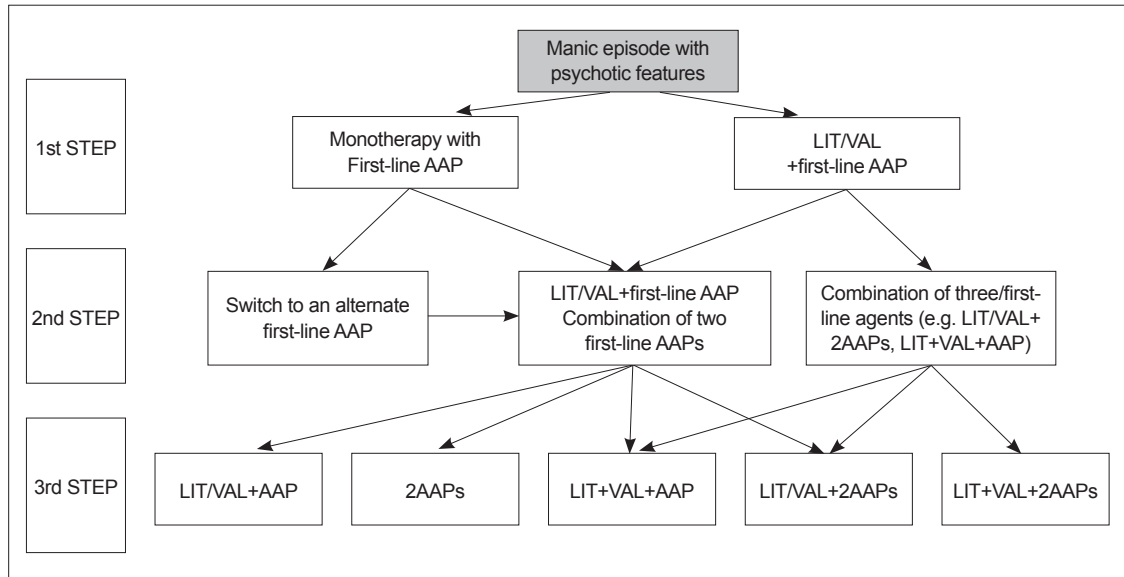 Manic episode with
psychotic features
1st STEP
Monotherapy with
First-line AAP
LIT/VAL
+first-line AAP
2nd STEP
Switch to an alternate
first-line AAP
LIT/VAL+first-line AAP
Combination of two
first-line AAPs
Combination of three/first-
line agents (e.g. LIT/VAL+
2AAPs, LIT+VAL+AAP)
3rd STEP
LIT/VAL+AAP
2AAPs
LIT+VAL+AAP
LIT/VAL+2AAPs
LIT+VAL+2AAPs